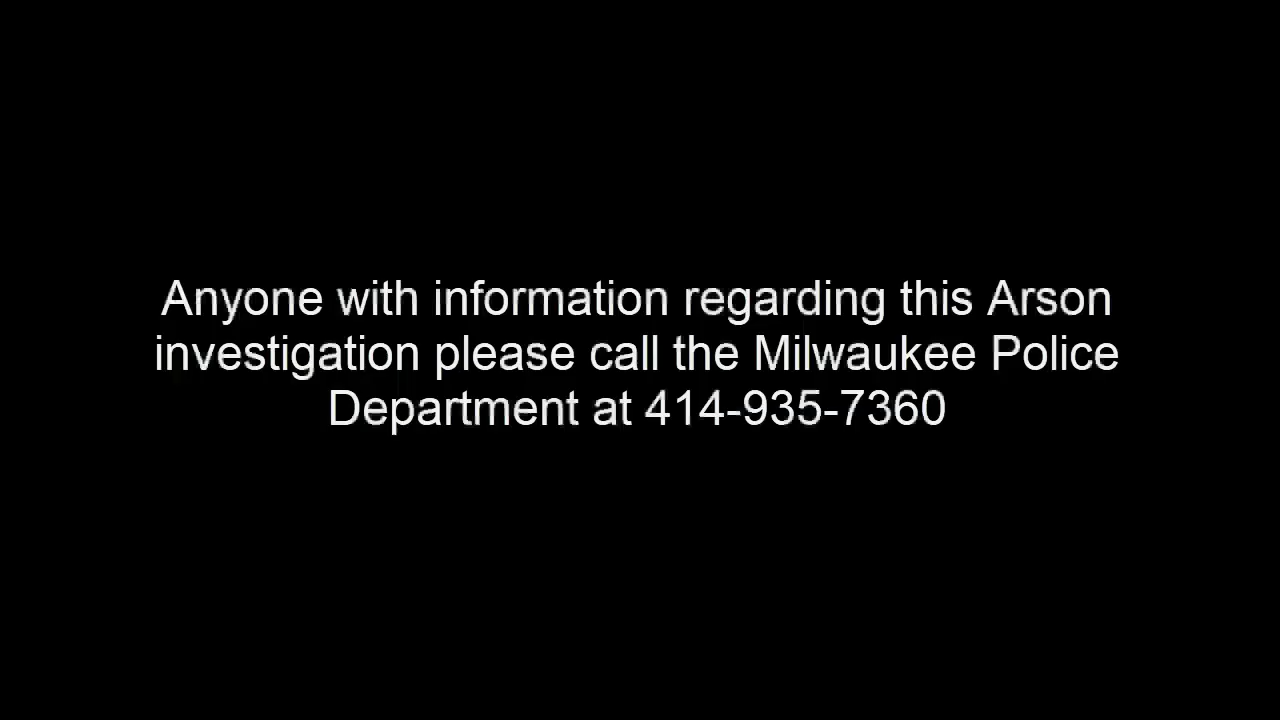 Anyone with information regarding this Arson
investigation please call the Milwaukee Police
Department at 414-935-7360